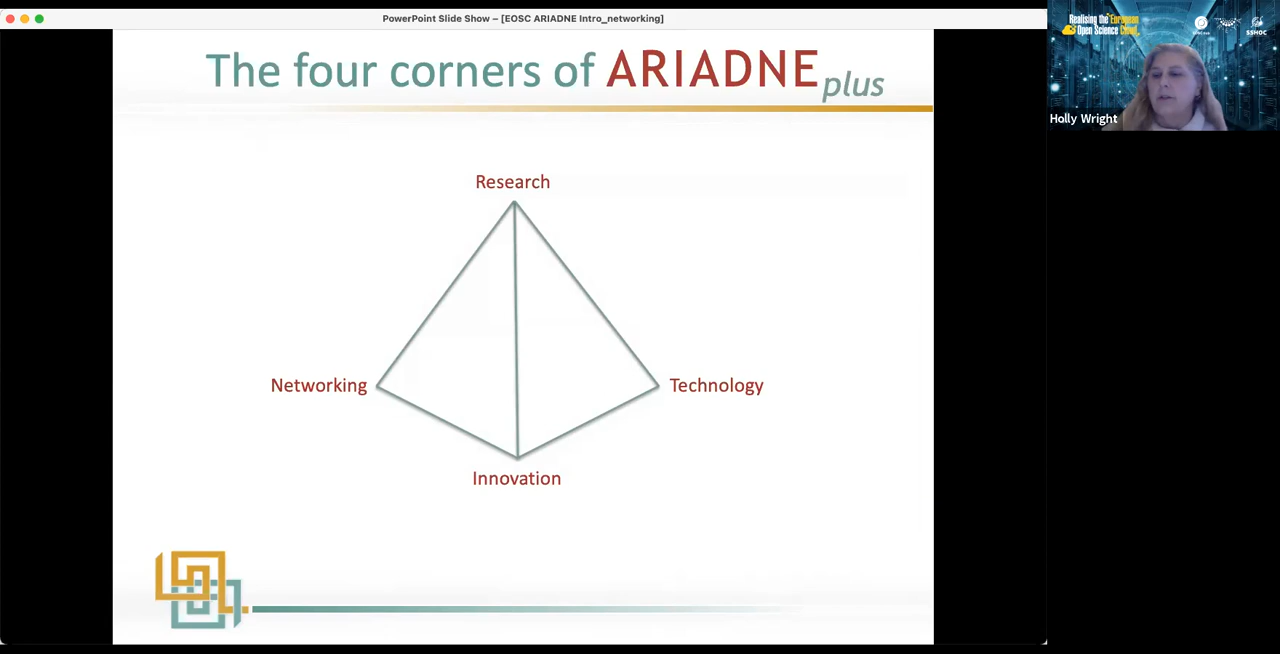 PowerPoint Slide Show – [EOSC ARIADNE Intro_networking]
The four corners of ARIADNE plus
Research
Networking
Technology
Innovation
Realising the European
Open Science Cloud
SSHOC
Holly Wright